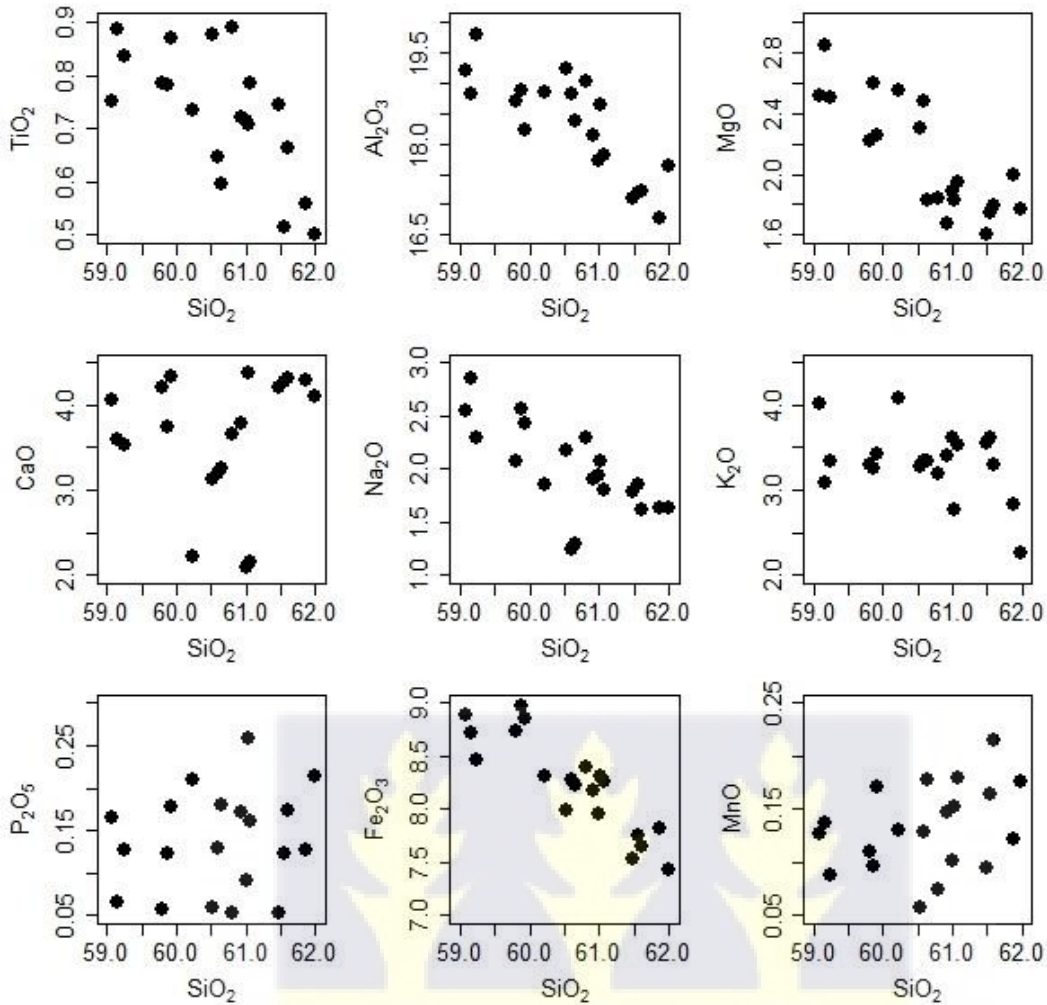 TiO₂
0.5 0.6 0.7 0.8 0.9
59.0 60.0 61.0 62.0
SiO₂
Al₂O₃
16.5 18.0 19.5
59.0 60.0 61.0 62.0
SiO₂
MgO
1.6 2.0 2.4 2.8
59.0 60.0 61.0 62.0
SiO₂
CaO
2.0 3.0 4.0
59.0 60.0 61.0 62.0
SiO₂
Na₂O
1.0 1.5 2.0 2.5 3.0
59.0 60.0 61.0 62.0
SiO₂
K₂O
2.0 3.0 4.0
59.0 60.0 61.0 62.0
SiO₂
P₂O₅
0.05 0.15 0.25
59.0 60.0 61.0 62.0
SiO₂
Fe₂O₃
7.0 7.5 8.0 8.5 9.0
59.0 60.0 61.0 62.0
SiO₂
MnO
0.05 0.15 0.25
59.0 60.0 61.0 62.0
SiO₂